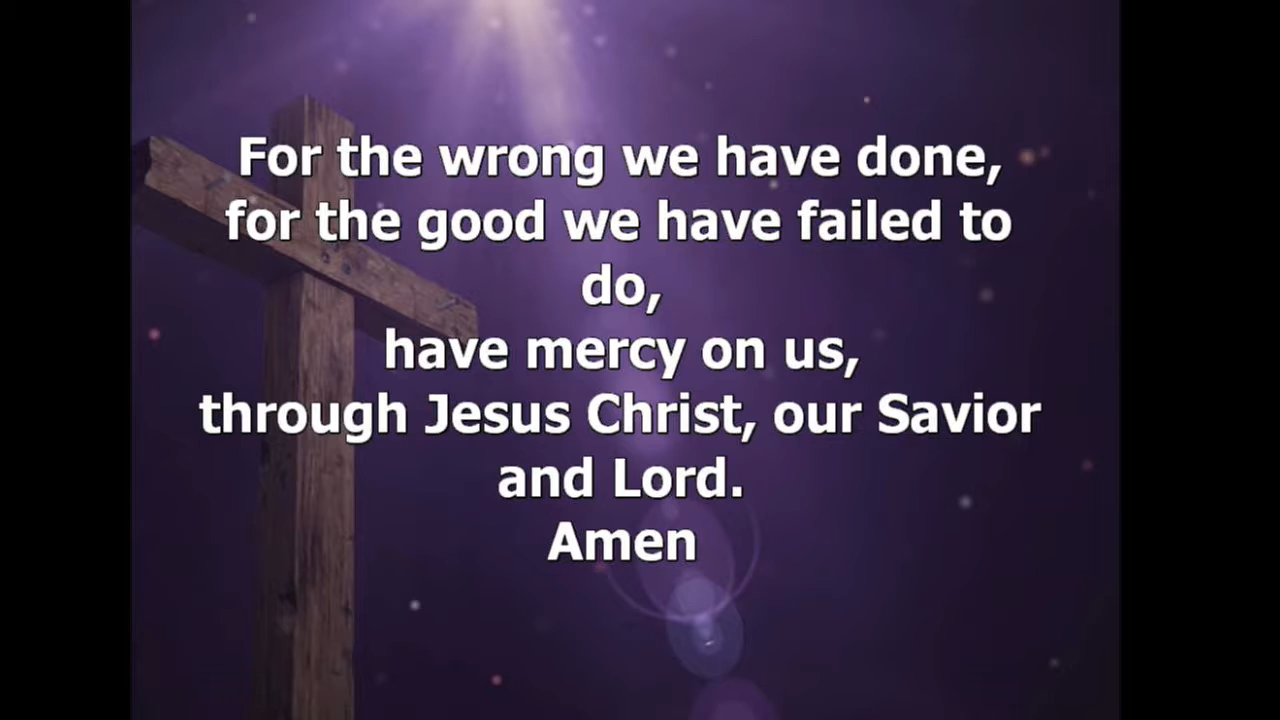 For the wrong we have done,
for the good we have failed to
do,
have mercy on us,
through Jesus Christ, our Savior
and Lord.
Amen